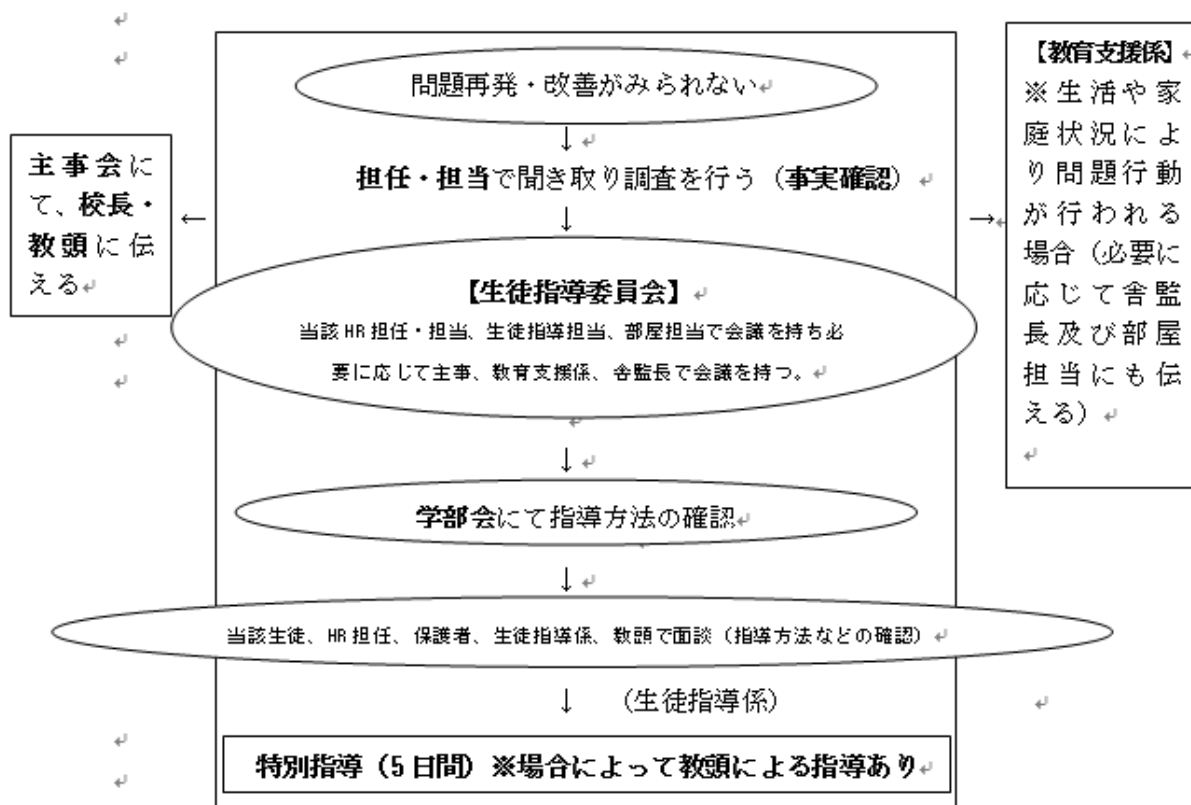 問題再発・改善がみられない
↓
担任・担当で聞き取り調査を行う（事実確認）
↓
主事会に
て、校長・
教頭に伝
える
←
→
【教育支援係】
※生活や家
庭状況によ
り問題行動
が行われる
場合（必要に
応じて舎監
長及び部屋
担当にも伝
える）
【生徒指導委員会】
当該HR担任・担当、生徒指導担当、部屋担当で会議を持ち必
要に応じて主事、教育支援係、舎監長で会議を持つ。
↓
学部会にて指導方法の確認
↓
当該生徒、HR担任、保護者、生徒指導係、教頭で面談（指導方法などの確認）
↓ （生徒指導係）
特別指導（5日間）※場合によって教頭による指導あり